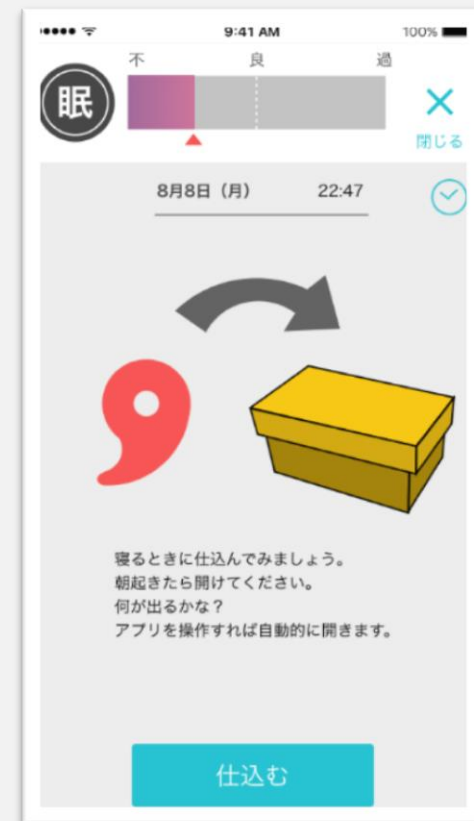 9:41 AM 100%
不 良 過
眠
閉じる
8月8日（月） 22:47
寝るときに仕込んでみましょう。
朝起きたら開けてください。
何が出るかな？
アプリを操作すれば自動的に開きます。
仕込む